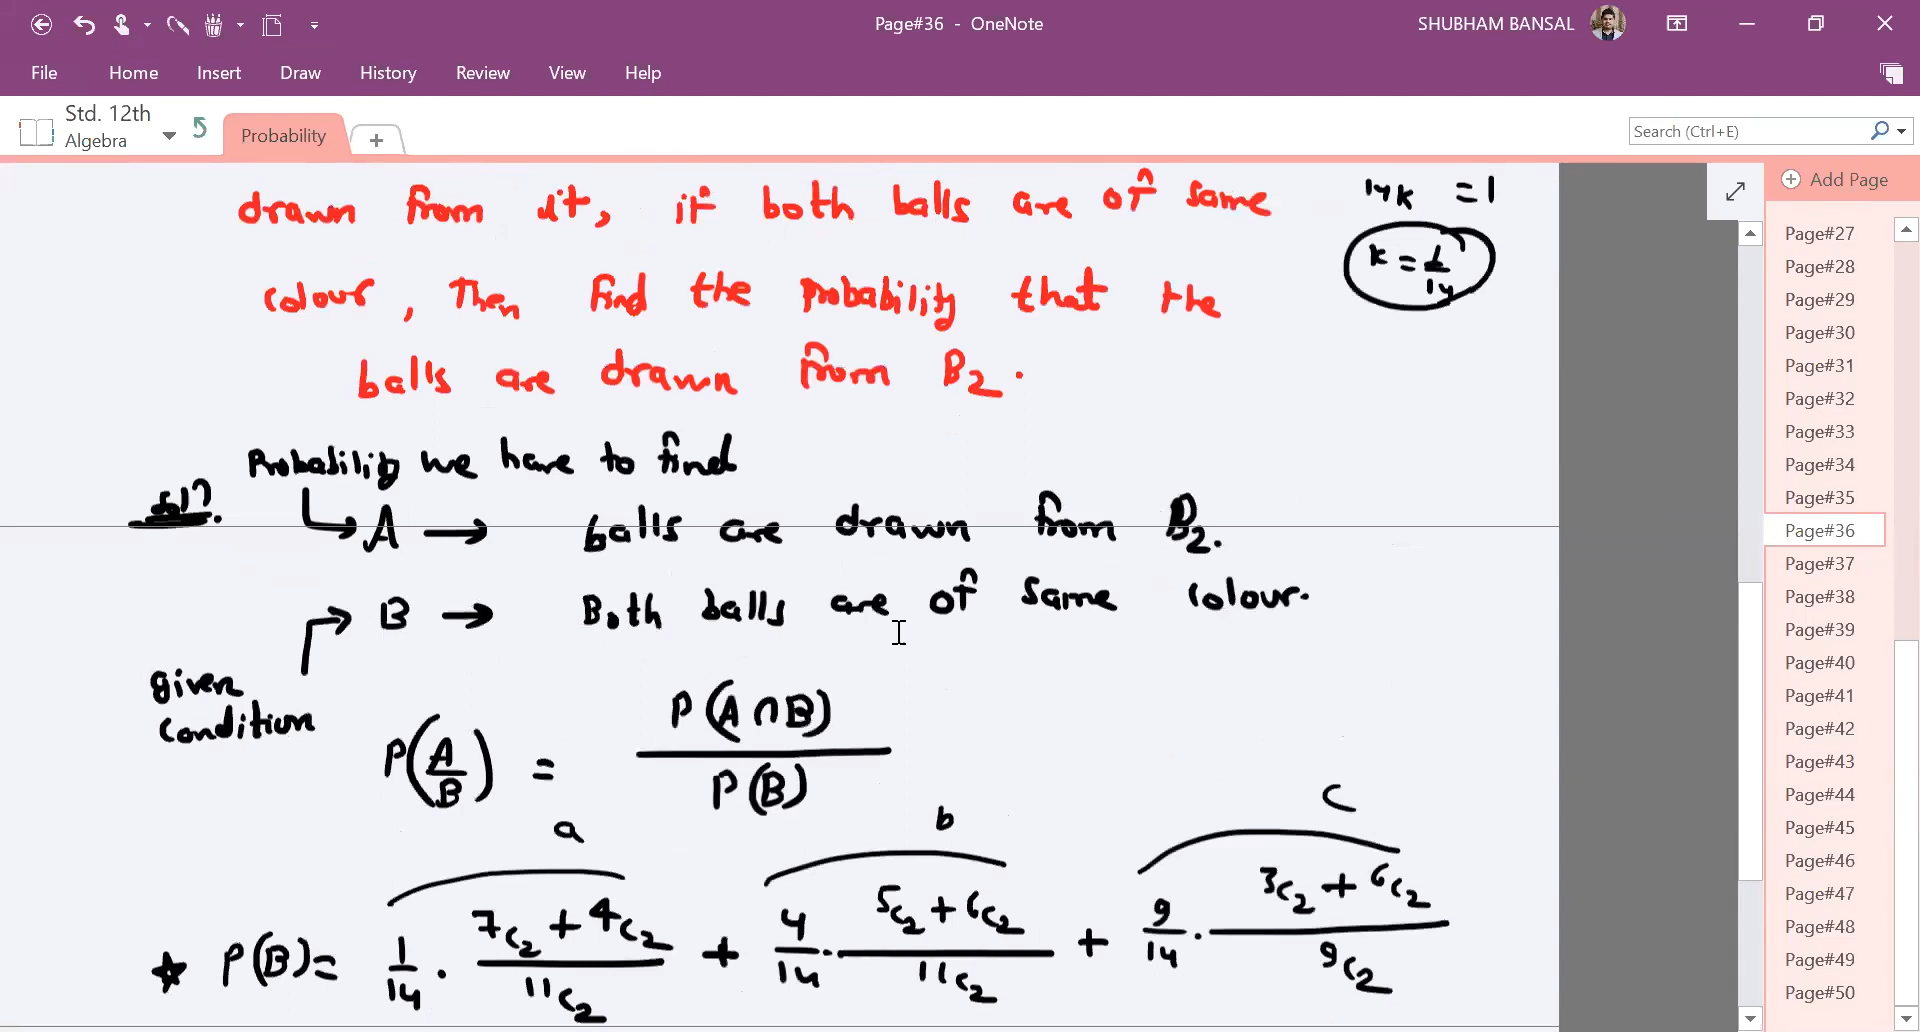 Page#36 - OneNote
SHUBHAM BANSAL
File Home Insert Draw History Review View Help
Std. 12th
Algebra
Probability
+
Search (Ctrl+E)
Add Page
drawn from it, if both balls are of same
colour, Then find the probability that the
balls are drawn from B₂.
14K = 1
K = 1/14
Probability we have to find
Sol?.
A → balls are drawn from B₂.
B → Both balls are of same colour.
given
condition
P(A/B) = P(A∩B)/P(B)
a b C
★ P(B) = 1/14 · (⁷C₂ + ⁴C₂)/¹¹C₂ + 4/14 · (⁵C₂ + ⁶C₂)/¹¹C₂ + 9/14 · (³C₂ + ⁶C₂)/⁹C₂
Page#27
Page#28
Page#29
Page#30
Page#31
Page#32
Page#33
Page#34
Page#35
Page#36
Page#37
Page#38
Page#39
Page#40
Page#41
Page#42
Page#43
Page#44
Page#45
Page#46
Page#47
Page#48
Page#49
Page#50